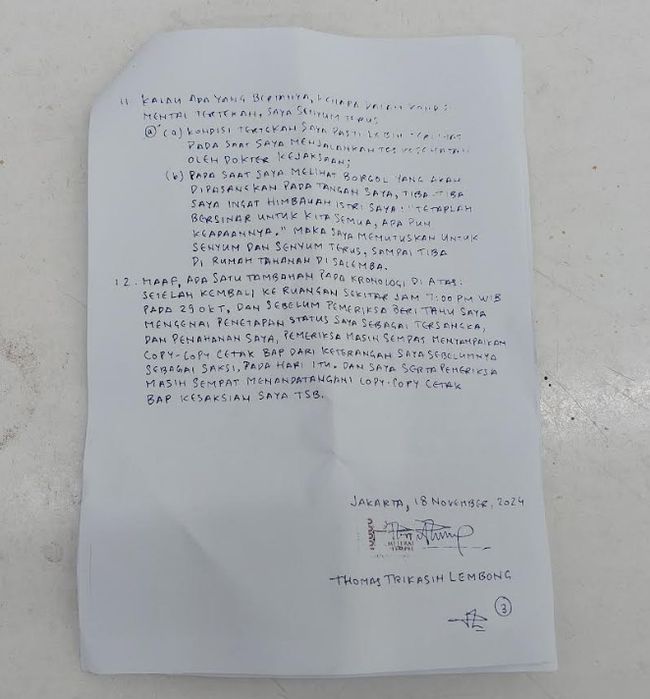 11. KALAU ADA YANG BERTANYA, KENAPA DALAM KONDISI
MENTAL TERTEKAN, SAYA SENYUM TERUS
(a) KONDISI TERTEKAN SAYA PASTI LEBIH TERLIHAT
PADA SAAT SAYA MENJALANKAN TES KESEHATAN
OLEH DOKTER KEJAKSAAN;
(b) PADA SAAT SAYA MELIHAT BORGOL YANG AKAN
DIPASANGKAN PADA TANGAN SAYA, TIBA-TIBA
SAYA INGAT HIMBAUAN ISTRI SAYA: "TETAPLAH
BERSINAR UNTUK KITA SEMUA, APA PUN
KEADAANNYA." MAKA SAYA MEMUTUSKAN UNTUK
SENYUM DAN SENYUM TERUS, SAMPAI TIBA
DI RUMAH TAHANAN DI SALEMBA.
12. MAAF, ADA SATU TAMBAHAN PADA KRONOLOGI DI ATAS:
SETELAH KEMBALI KE RUANGAN SEKITAR JAM 7:00 PM WIB
PADA 29 OKT, DAN SEBELUM PEMERIKSA BERI TAHU SAYA
MENGENAI PENETAPAN STATUS SAYA SEBAGAI TERSANGKA,
DAN PENAHANAN SAYA, PEMERIKSA MASIH SEMPAT MENYAMPAIKAN
COPY-COPY CETAK BAP DARI KETERANGAN SAYA SEBELUMNYA
SEBAGAI SAKSI, PADA HARI ITU. DAN SAYA SERTA PEMERIKSA
MASIH SEMPAT MENANDATANGANI COPY-COPY CETAK
BAP KESAKSIAN SAYA TSB.
JAKARTA, 18 NOVEMBER, 2024
THOMAS TRIKASIH LEMBONG
3